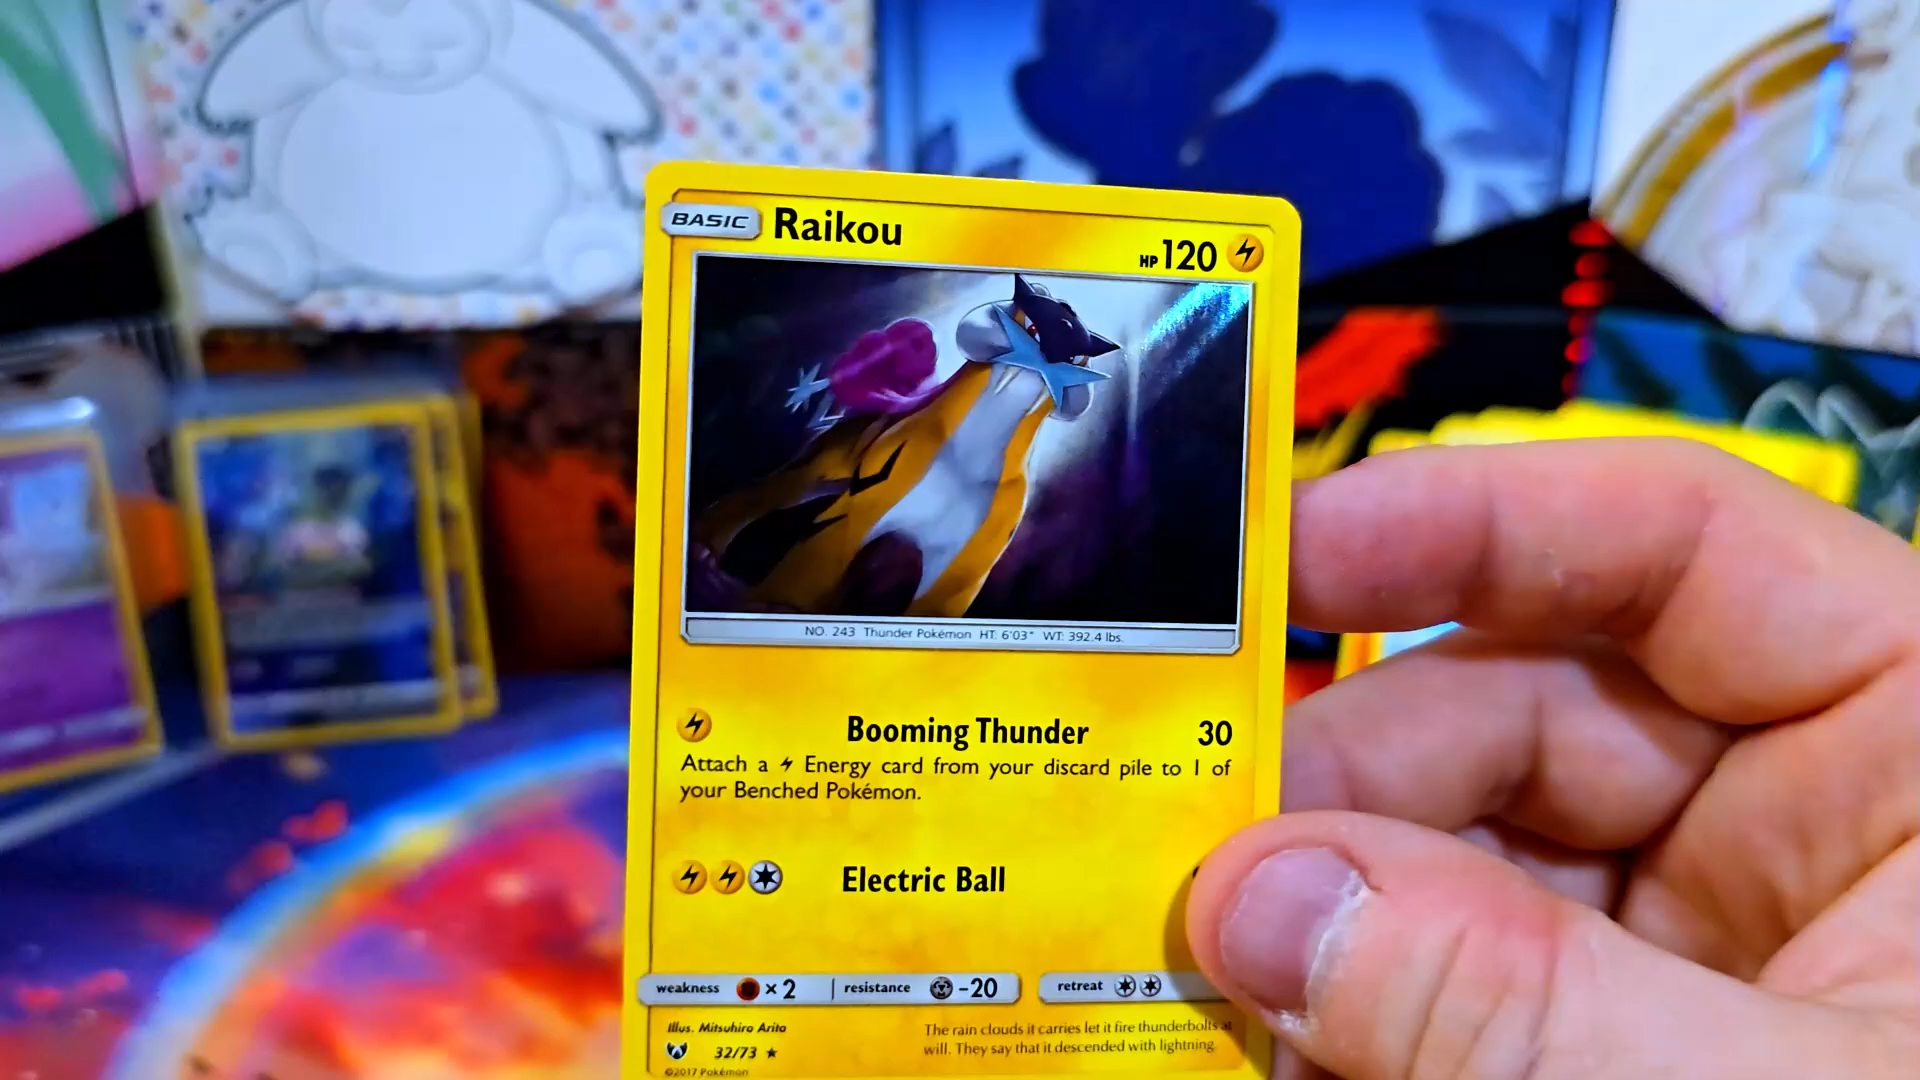 BASIC Raikou HP 120
NO. 243 Thunder Pokémon HT: 6'03" WT: 392.4 lbs.
Booming Thunder 30
Attach a Energy card from your discard pile to 1 of
your Benched Pokémon.
Electric Ball
weakness ×2 resistance -20 retreat
Illus. Mitsuhiro Arita
32/73
©2017 Pokémon
The rain clouds it carries let it fire thunderbolts at
will. They say that it descended with lightning.